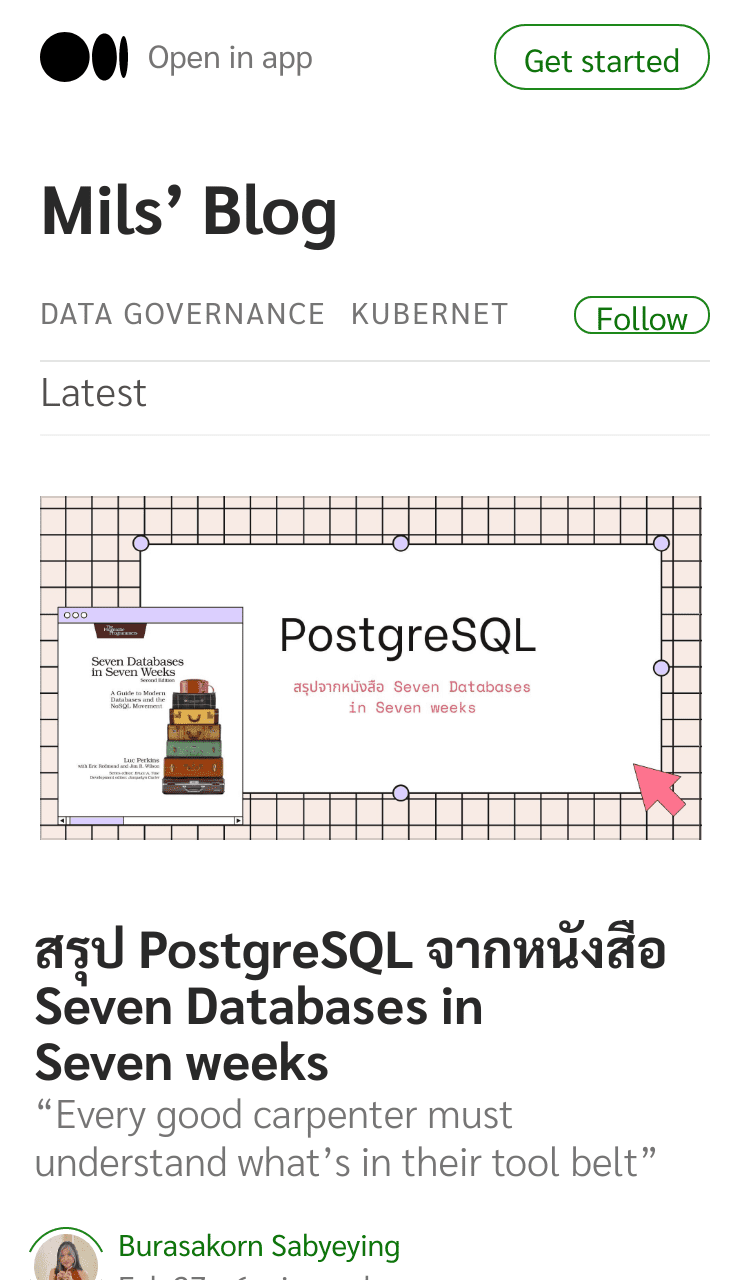 Open in app
Get started
Mils’ Blog
DATA GOVERNANCE KUBERNET
Follow
Latest
PostgreSQL
สรุปจากหนังสือ Seven Databases
in Seven weeks
The
Pragmatic
Programmers
Seven Databases
in Seven Weeks
Second Edition
A Guide to Modern
Databases and the
NoSQL Movement
Luc Perkins
with Eric Redmond and Jim R. Wilson
สรุป PostgreSQL จากหนังสือ
Seven Databases in
Seven weeks
“Every good carpenter must
understand what’s in their tool belt”
Burasakorn Sabyeying